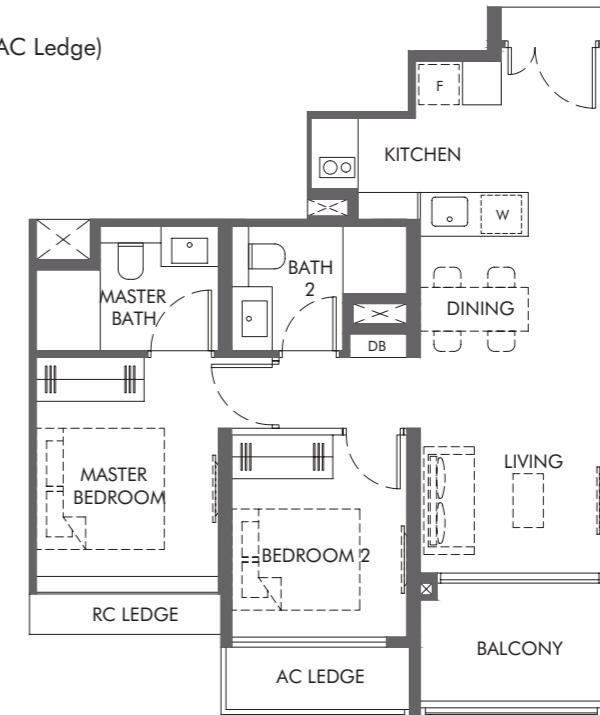 AC Ledge)
F
KITCHEN
W
BATH
2
MASTER
BATH
DINING
DB
LIVING
MASTER
BEDROOM
BEDROOM 2
RC LEDGE
BALCONY
AC LEDGE